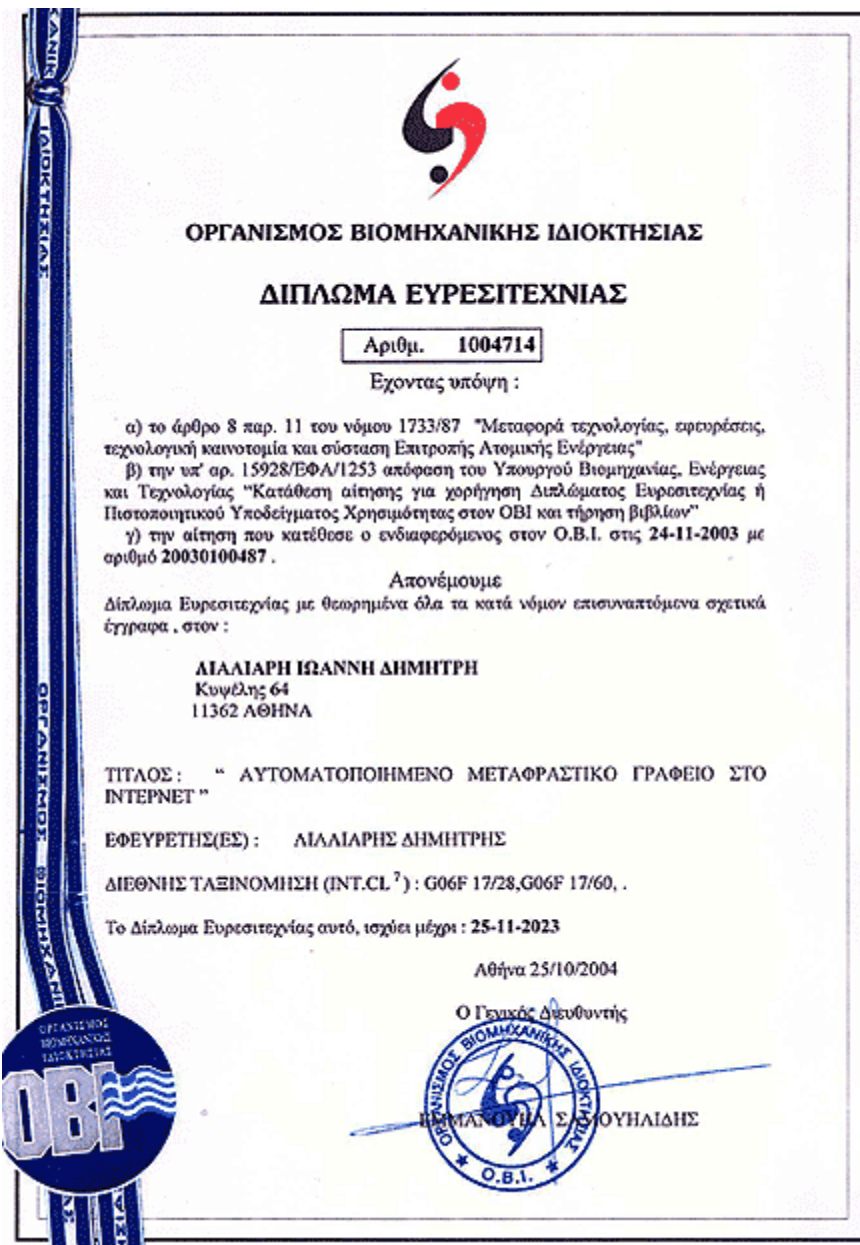 ΟΡΓΑΝΙΣΜΟΣ ΒΙΟΜΗΧΑΝΙΚΗΣ ΙΔΙΟΚΤΗΣΙΑΣ
ΔΙΠΛΩΜΑ ΕΥΡΕΣΙΤΕΧΝΙΑΣ
Αριθμ. 1004714
Εχοντας υπόψη :
α) το άρθρο 8 παρ. 11 του νόμου 1733/87 "Μεταφορά τεχνολογίας, εφευρέσεις,
τεχνολογική καινοτομία και σύσταση Επιτροπής Ατομικής Ενέργειας"
β) την υπ' αρ. 15928/ΕΦΑ/1253 απόφαση του Υπουργού Βιομηχανίας, Ενέργειας
και Τεχνολογίας "Κατάθεση αίτησης για χορήγηση Διπλώματος Ευρεσιτεχνίας ή
Πιστοποιητικού Υποδείγματος Χρησιμότητας στον ΟΒΙ και τήρηση βιβλίων"
γ) την αίτηση που κατέθεσε ο ενδιαφερόμενος στον Ο.Β.Ι. στις 24-11-2003 με
αριθμό 20030100487 .
Απονέμουμε
Δίπλωμα Ευρεσιτεχνίας με θεωρημένα όλα τα κατά νόμον επισυναπτόμενα σχετικά
έγγραφα , στον :
ΛΙΑΛΙΑΡΗ ΙΩΑΝΝΗ ΔΗΜΗΤΡΗ
Κυψέλης 64
11362 ΑΘΗΝΑ
ΤΙΤΛΟΣ : “ ΑΥΤΟΜΑΤΟΠΟΙΗΜΕΝΟ ΜΕΤΑΦΡΑΣΤΙΚΟ ΓΡΑΦΕΙΟ ΣΤΟ
INTERNET ”
ΕΦΕΥΡΕΤΗΣ(ΕΣ) : ΛΙΑΛΙΑΡΗΣ ΔΗΜΗΤΡΗΣ
ΔΙΕΘΝΗΣ ΤΑΞΙΝΟΜΗΣΗ (INT.CL 7 ) : G06F 17/28,G06F 17/60, .
Το Δίπλωμα Ευρεσιτεχνίας αυτό, ισχύει μέχρι : 25-11-2023
Αθήνα 25/10/2004
Ο Γενικός Διευθυντής
ΕΜΜΑΝΟΥΗΛ ΣΑΜΟΥΗΛΙΔΗΣ
ΟΡΓΑΝΙΣΜΟΣ ΒΙΟΜΗΧΑΝΙΚΗΣ ΙΔΙΟΚΤΗΣΙΑΣ
Ο.Β.Ι.
ΟΡΓΑΝΙΣΜΟΣ
ΒΙΟΜΗΧΑΝΙΚΗΣ
ΙΔΙΟΚΤΗΣΙΑΣ
OBI
ΙΔΙΟΚΤΗΣΙΑΣ
ΟΡΓΑΝΙΣΜΟΣ ΒΙΟΜΗΧΑΝΙΚ